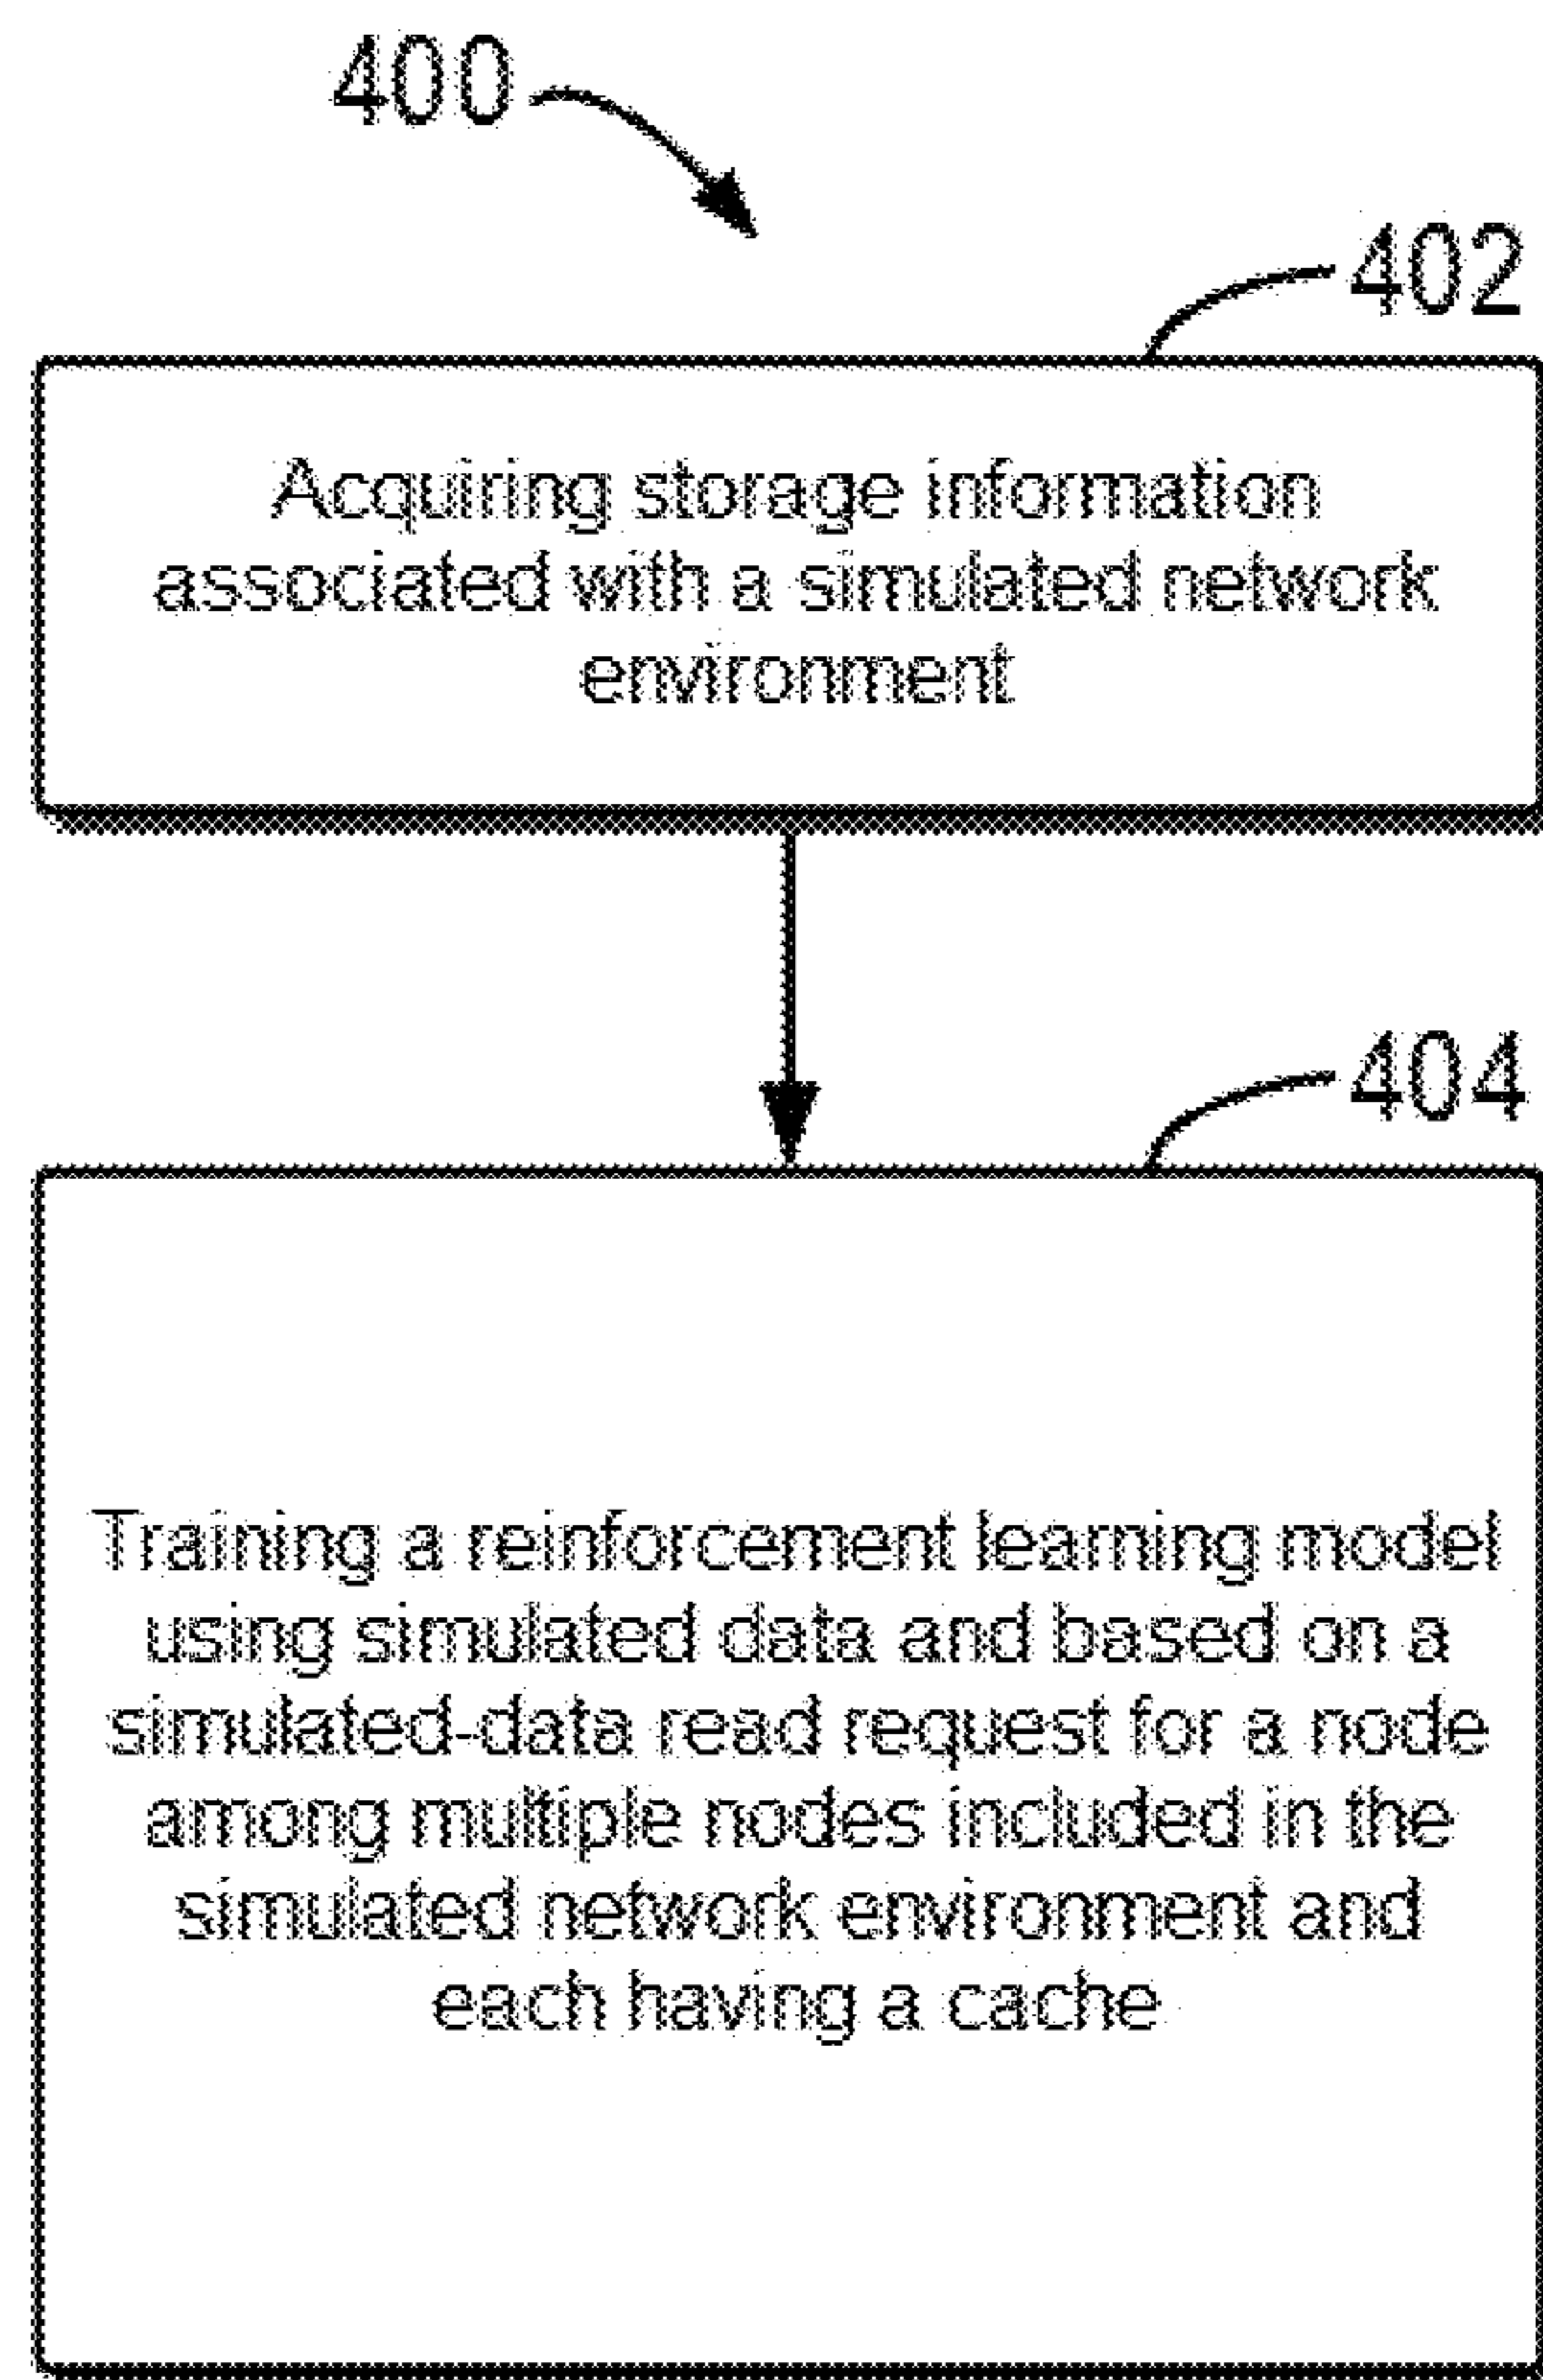 400
402
Acquiring storage information
associated with a simulated network
environment
404
Training a reinforcement learning model
using simulated data and based on a
simulated-data read request for a node
among multiple nodes included in the
simulated network environment and
each having a cache